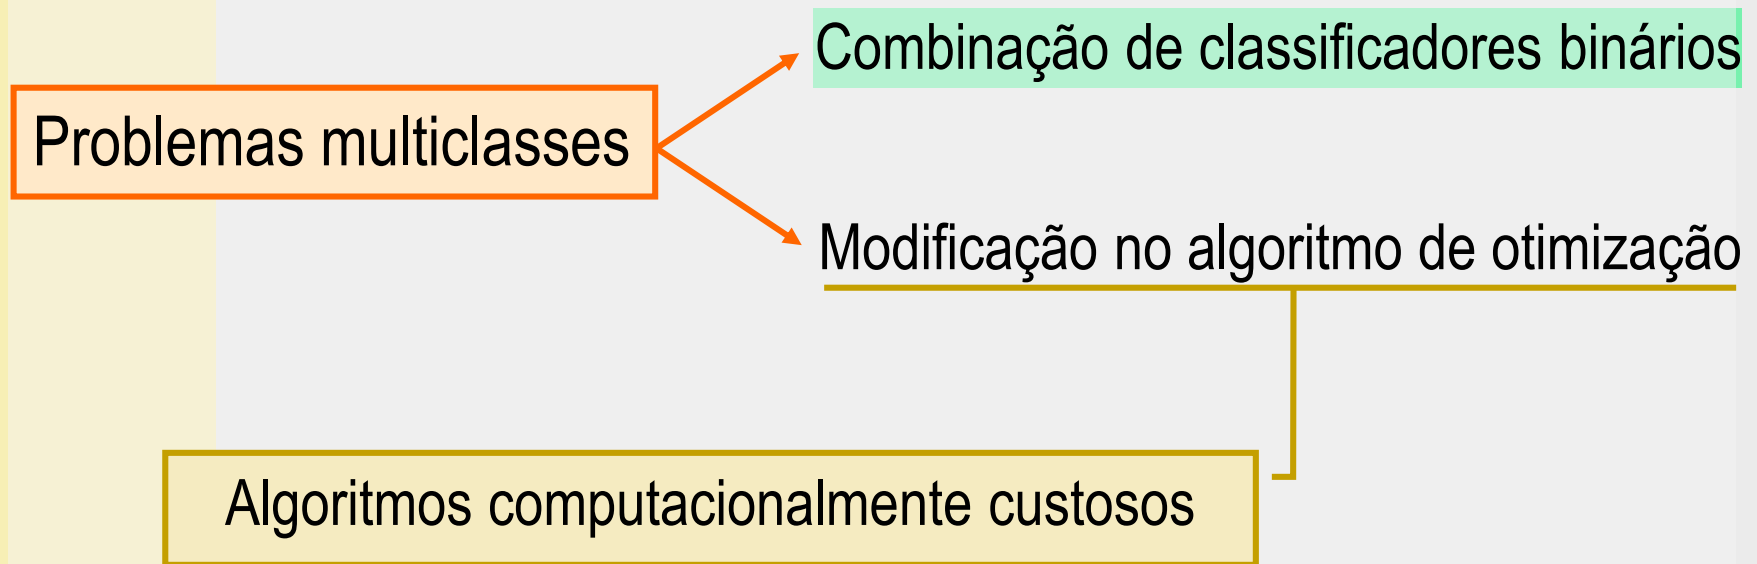 Combinação de classificadores binários
Problemas multiclasses
Modificação no algoritmo de otimização
Algoritmos computacionalmente custosos